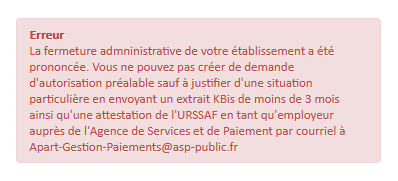 Erreur
La fermeture admninistrative de votre établissement a été
prononcée. Vous ne pouvez pas créer de demande
d'autorisation préalable sauf à justifier d'une situation
particulière en envoyant un extrait KBis de moins de 3 mois
ainsi qu'une attestation de l'URSSAF en tant qu'employeur
auprès de l'Agence de Services et de Paiement par courriel à
Apart-Gestion-Paiements@asp-public.fr